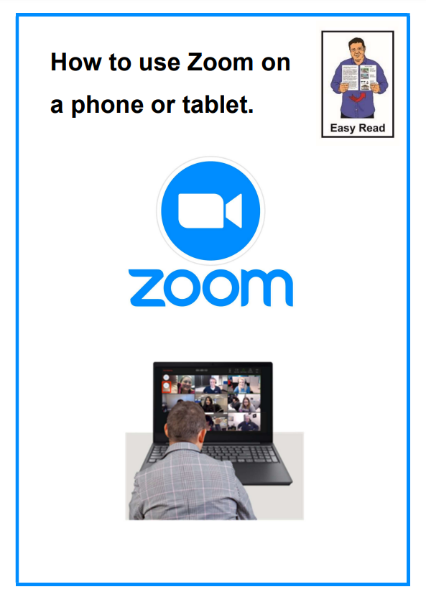 How to use Zoom on
a phone or tablet.
Easy Read
zoom